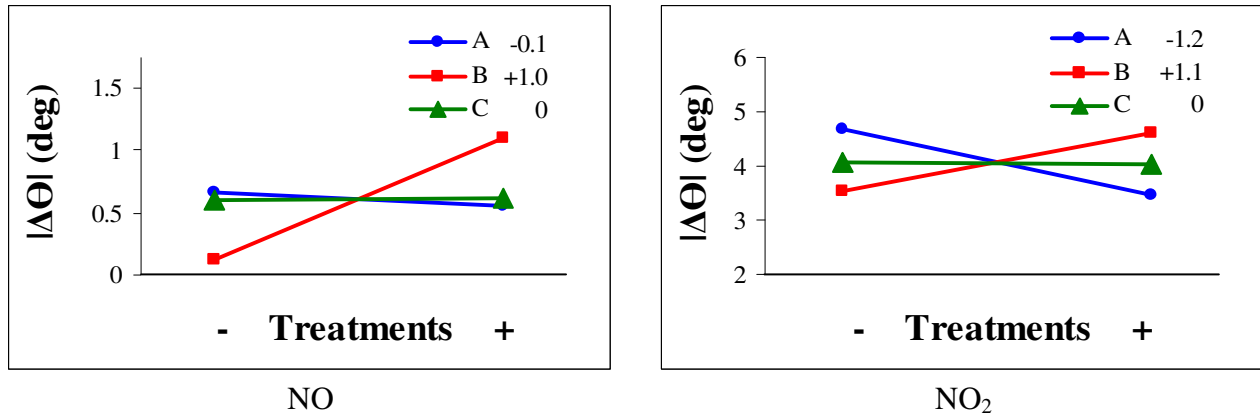 A -0.1
B +1.0
C 0
1.5
1
0.5
0
|ΔΘ| (deg)
- Treatments +
NO
A -1.2
B +1.1
C 0
6
5
4
3
2
|ΔΘ| (deg)
- Treatments +
NO₂